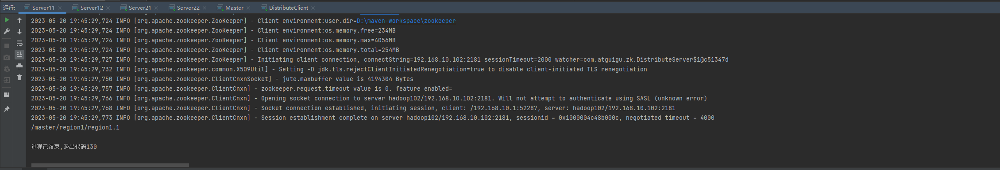 运行: Server11 Server12 Server21 Server22 Master DistributeClient
2023-05-20 19:45:29,724 INFO [org.apache.zookeeper.ZooKeeper] - Client environment:user.dir=D:\maven-workspace\zookeeper
2023-05-20 19:45:29,724 INFO [org.apache.zookeeper.ZooKeeper] - Client environment:os.memory.free=234MB
2023-05-20 19:45:29,724 INFO [org.apache.zookeeper.ZooKeeper] - Client environment:os.memory.max=4056MB
2023-05-20 19:45:29,724 INFO [org.apache.zookeeper.ZooKeeper] - Client environment:os.memory.total=254MB
2023-05-20 19:45:29,727 INFO [org.apache.zookeeper.ZooKeeper] - Initiating client connection, connectString=192.168.10.102:2181 sessionTimeout=2000 watcher=com.atguigu.zk.DistributeServer$1@c51347d
2023-05-20 19:45:29,732 INFO [org.apache.zookeeper.common.X509Util] - Setting -D jdk.tls.rejectClientInitiatedRenegotiation=true to disable client-initiated TLS renegotiation
2023-05-20 19:45:29,750 INFO [org.apache.zookeeper.ClientCnxnSocket] - jute.maxbuffer value is 4194304 Bytes
2023-05-20 19:45:29,757 INFO [org.apache.zookeeper.ClientCnxn] - zookeeper.request.timeout value is 0. feature enabled=
2023-05-20 19:45:29,766 INFO [org.apache.zookeeper.ClientCnxn] - Opening socket connection to server hadoop102/192.168.10.102:2181. Will not attempt to authenticate using SASL (unknown error)
2023-05-20 19:45:29,768 INFO [org.apache.zookeeper.ClientCnxn] - Socket connection established, initiating session, client: /192.168.10.1:52287, server: hadoop102/192.168.10.102:2181
2023-05-20 19:45:29,773 INFO [org.apache.zookeeper.ClientCnxn] - Session establishment complete on server hadoop102/192.168.10.102:2181, sessionid = 0x1000004c48b000c, negotiated timeout = 4000
/master/region1/region1.1
进程已结束,退出代码130